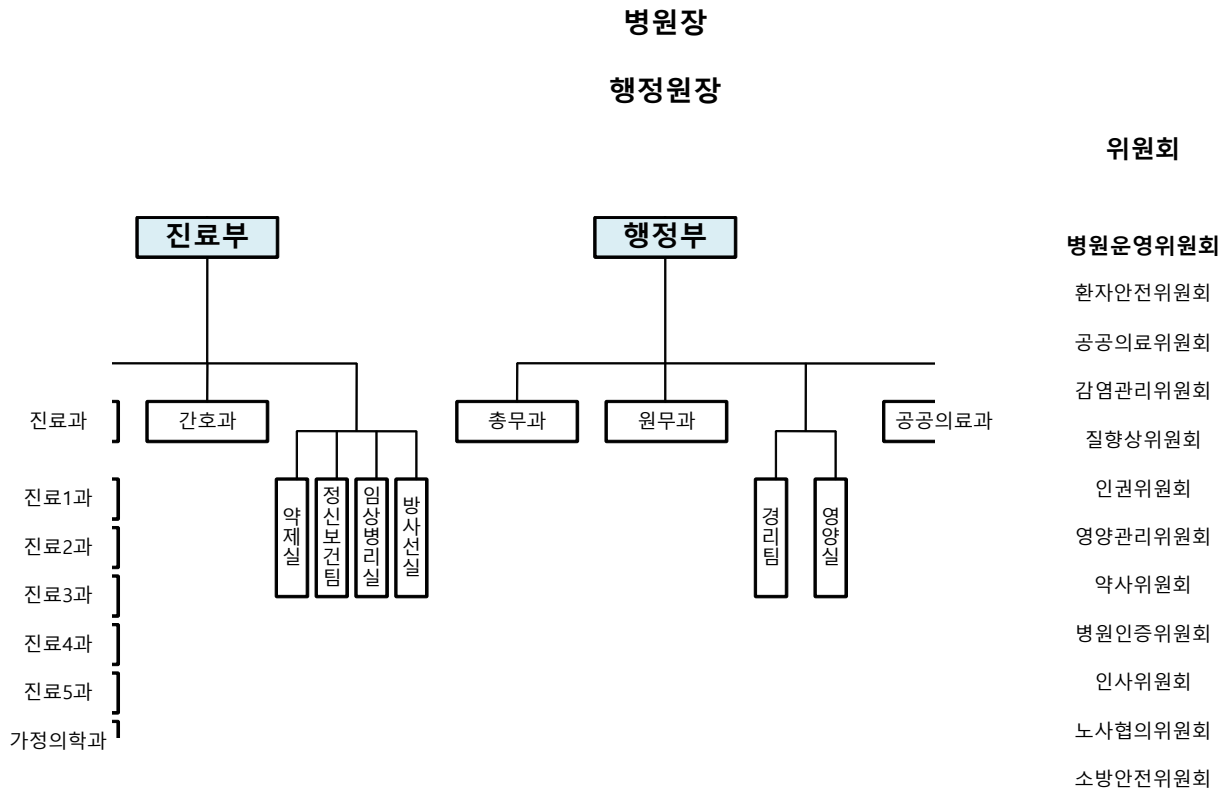 병원장
행정원장
위원회
진료부
행정부
병원운영위원회
환자안전위원회
공공의료위원회
감염관리위원회
질향상위원회
인권위원회
영양관리위원회
약사위원회
병원인증위원회
인사위원회
노사협의위원회
소방안전위원회
진료과
간호과
총무과
원무과
공공의료과
진료1과
진료2과
진료3과
진료4과
진료5과
가정의학과
약제실
정신보건팀
임상병리실
방사선실
경리팀
영양실